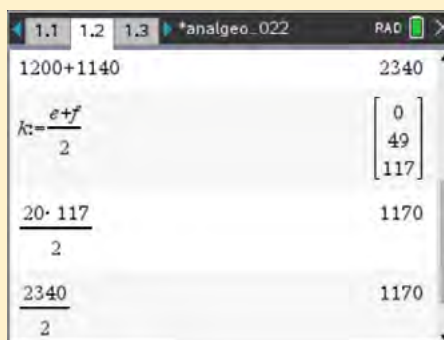 1.1 1.2 1.3 *analgeo_022 RAD
1200+1140 2340
k:=(e+f)/2 [0 49 117]
20·117/2 1170
2340/2 1170